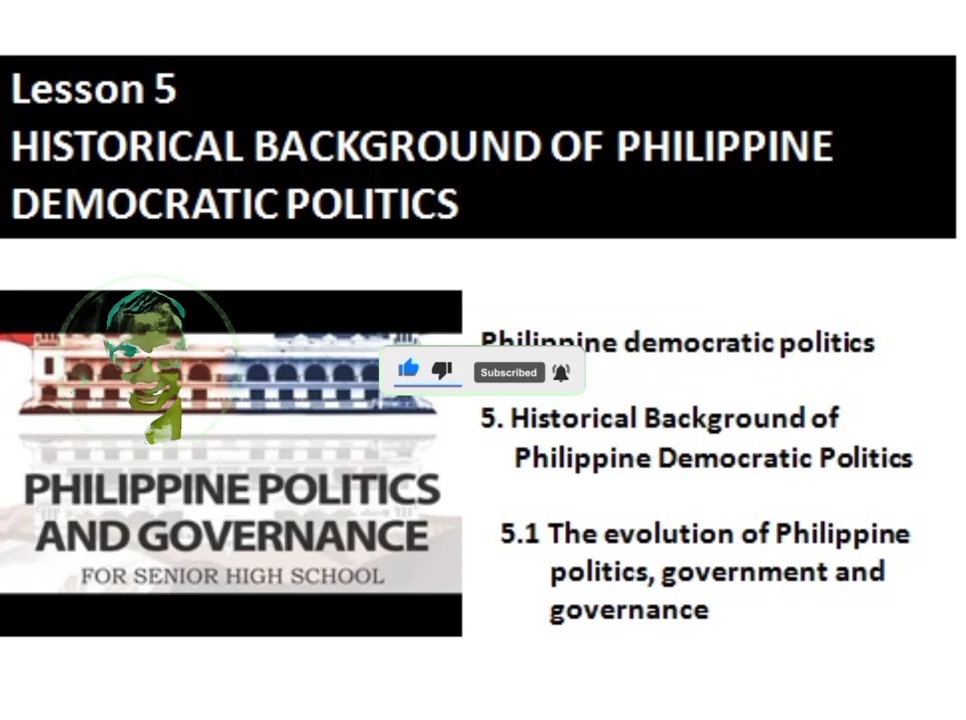 Lesson 5
HISTORICAL BACKGROUND OF PHILIPPINE
DEMOCRATIC POLITICS
PHILIPPINE POLITICS
AND GOVERNANCE
FOR SENIOR HIGH SCHOOL
Philippine democratic politics
Subscribed
5. Historical Background of
Philippine Democratic Politics
5.1 The evolution of Philippine
politics, government and
governance